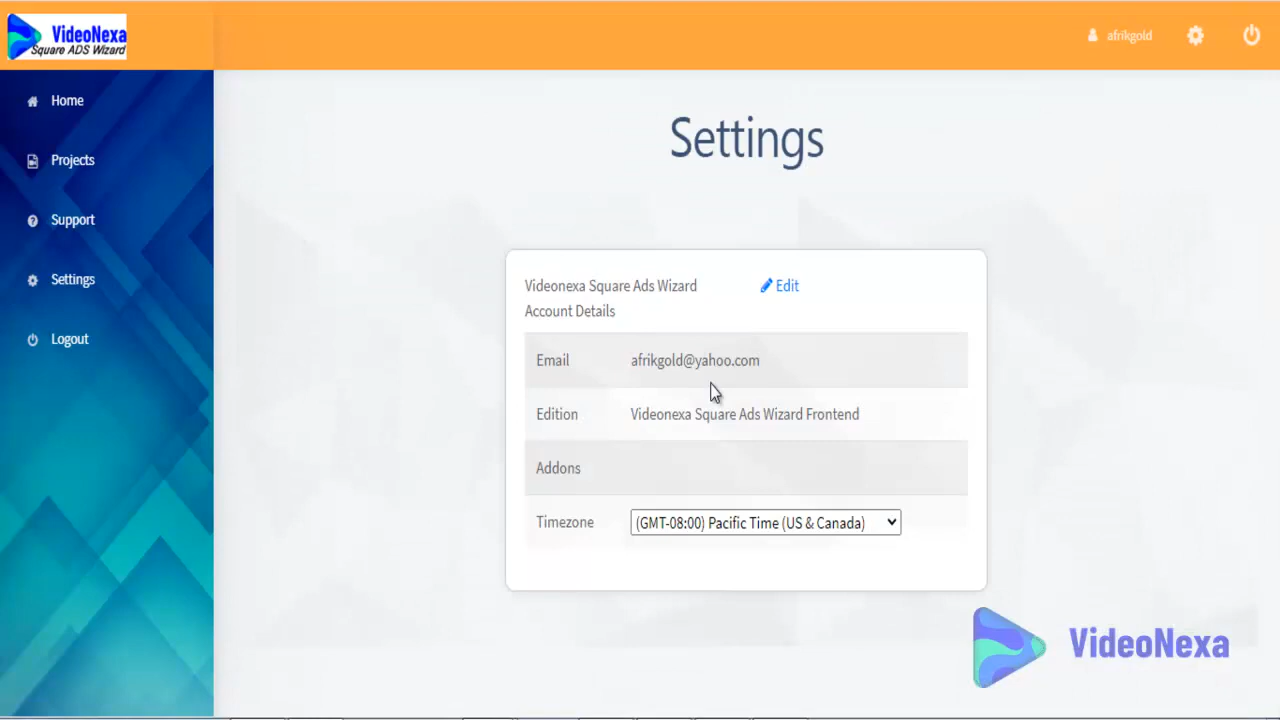 VideoNexa
Square ADS Wizard
afrikgold
Home
Projects
Support
Settings
Logout
Settings
Videonexa Square Ads Wizard
Account Details
Edit
Email afrikgold@yahoo.com
Edition Videonexa Square Ads Wizard Frontend
Addons
Timezone (GMT-08:00) Pacific Time (US & Canada)
VideoNexa